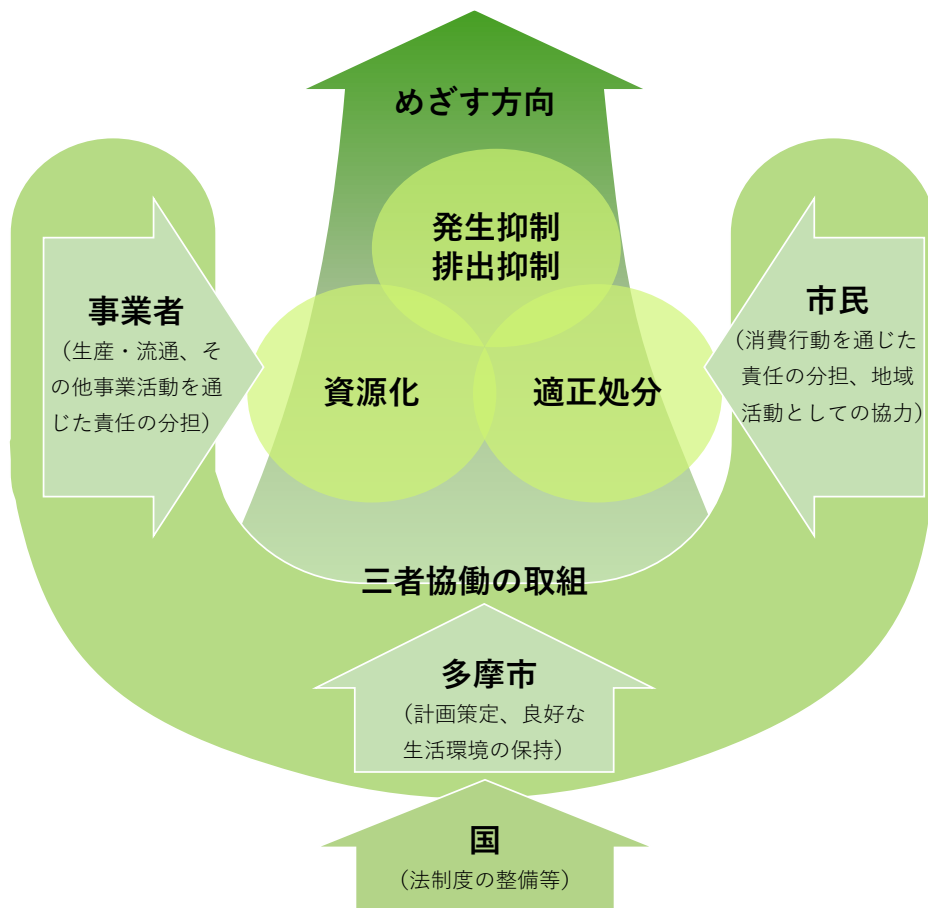 めざす方向
発生抑制
排出抑制
事業者
（生産・流通、そ
の他事業活動を通
じた責任の分担）
市民
（消費行動を通じた
責任の分担、地域
活動としての協力）
資源化
適正処分
三者協働の取組
多摩市
（計画策定、良好な
生活環境の保持）
国
（法制度の整備等）